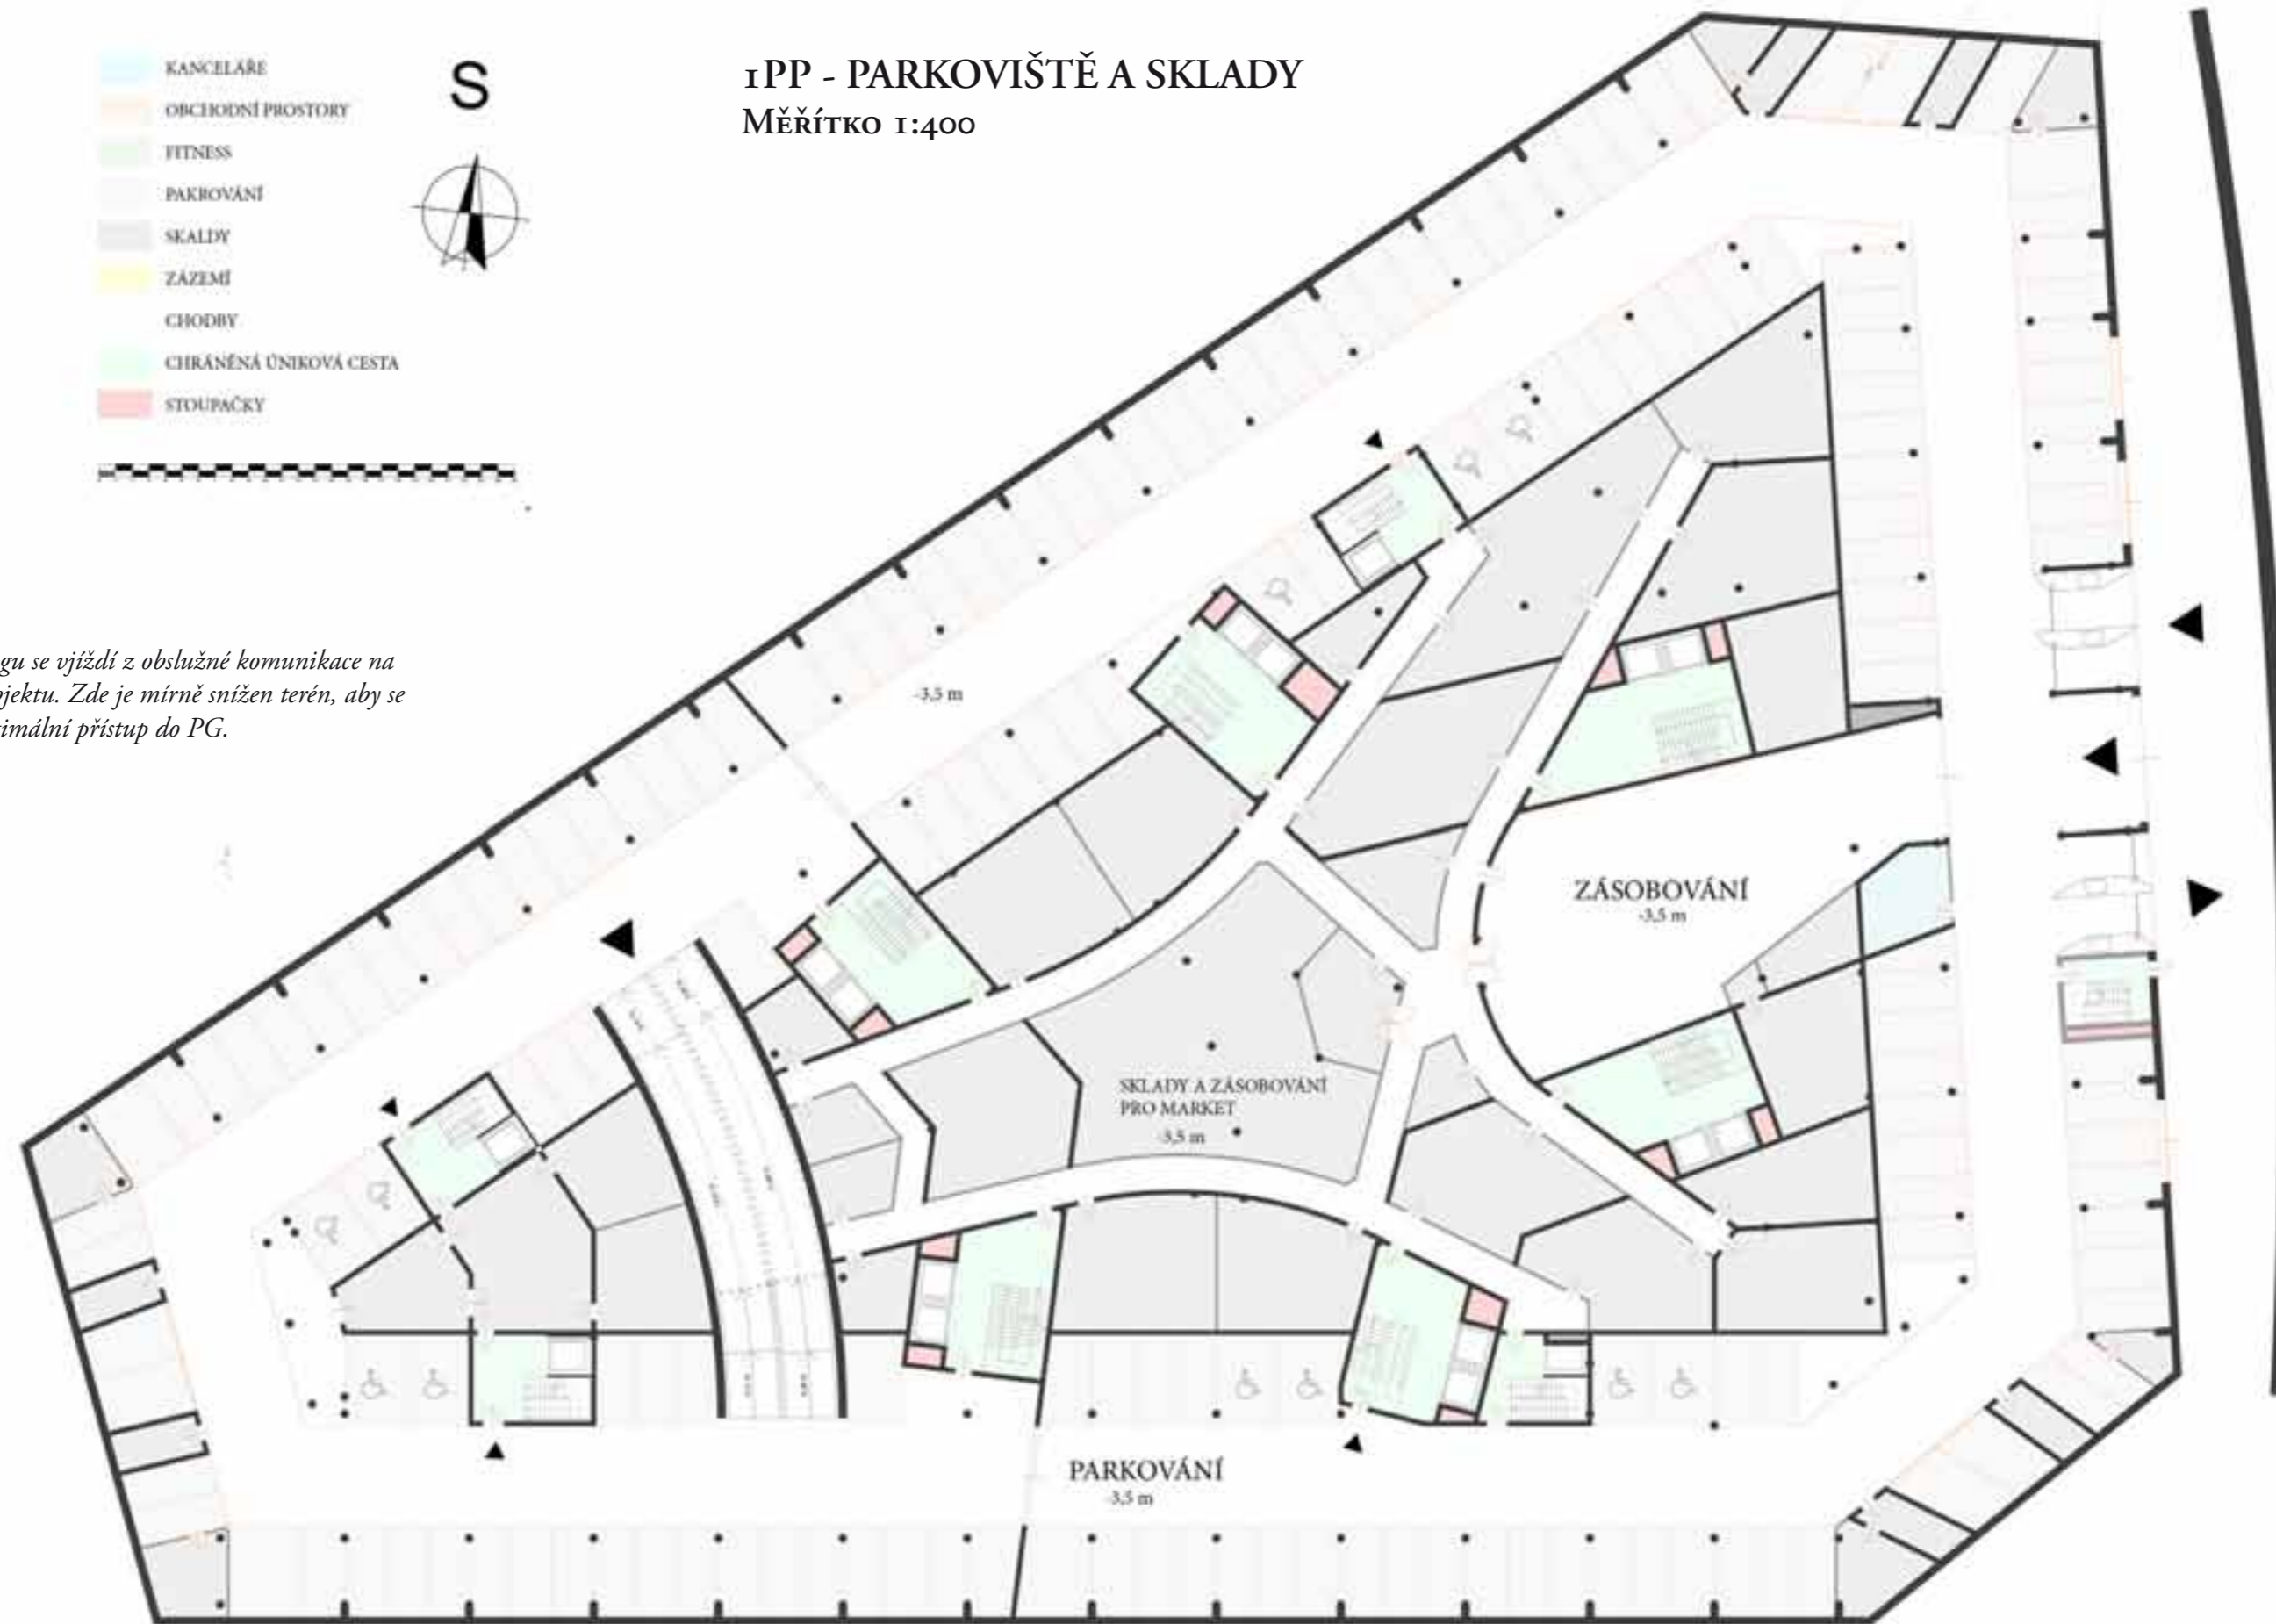 KANCELÁŘE
OBCHODNÍ PROSTORY
FITNESS
PAKROVÁNÍ
SKALDY
ZÁZEMÍ
CHODBY
CHRÁNĚNÁ ÚNIKOVÁ CESTA
STOUPAČKY
S
1PP - PARKOVIŠTĚ A SKLADY
MĚŘÍTKO 1:400
gu se vjíždí z obslužné komunikace na
jektu. Zde je mírně snížen terén, aby se
imální přístup do PG.
-3,5 m
ZÁSOBOVÁNÍ
-3,5 m
SKLADY A ZÁSOBOVÁNÍ
PRO MARKET
-3,5 m
PARKOVÁNÍ
-3,5 m